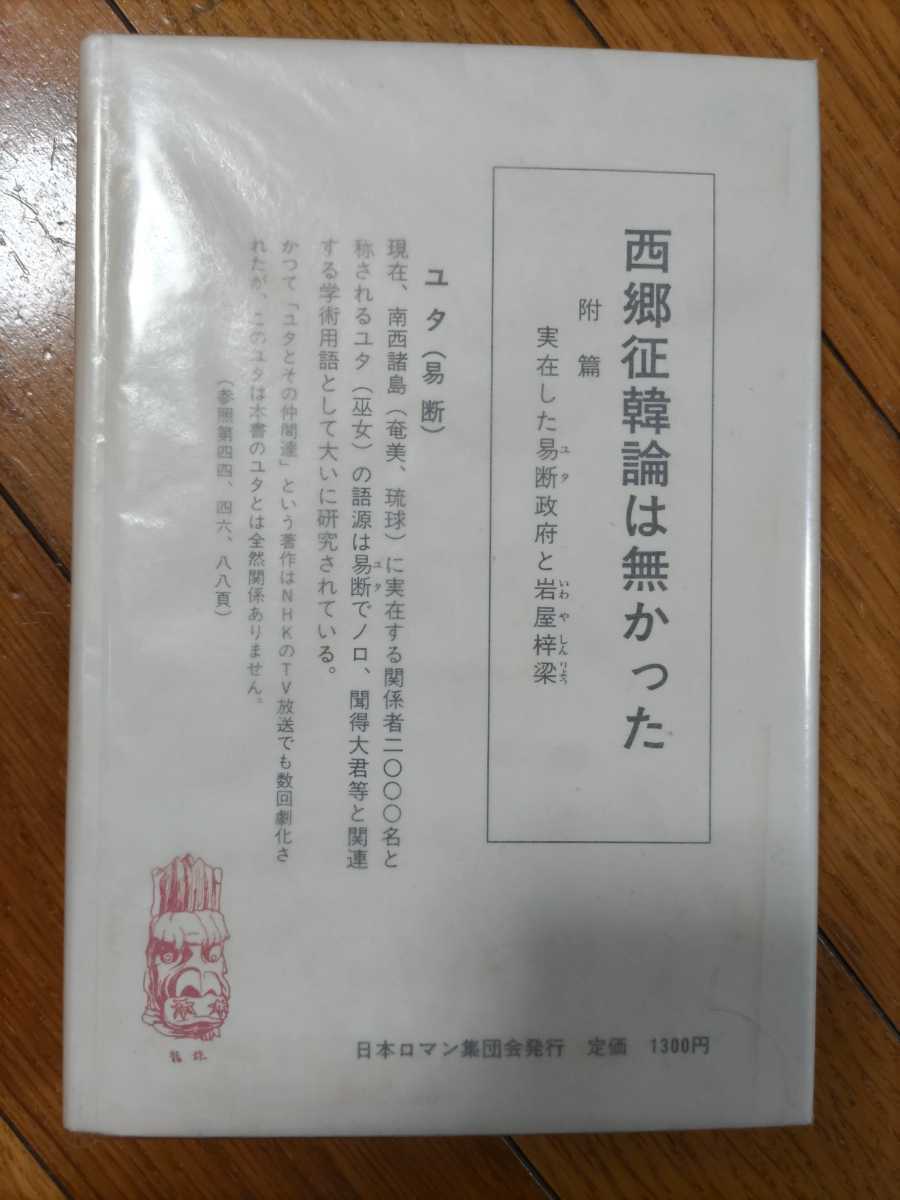 西郷征韓論は無かった
附篇
実在した易断政府と岩屋梓梁
ユタ
いわ や しん りょう
ユタ(易断)
現在、南西諸島(奄美、琉球)に実在する関係者二〇〇〇名と
称されるユタ(巫女)の語源は易断でノロ、聞得大君等と関連
ユタ
する学術用語として大いに研究されている。
かつて「ユタとその仲間達」という著作はNHKのTV放送でも数回劇化さ
れたが、このユタは本書のユタとは全然関係ありません。
(参照第四四、四六、八八頁)
日本ロマン集団会発行 定価 1300円